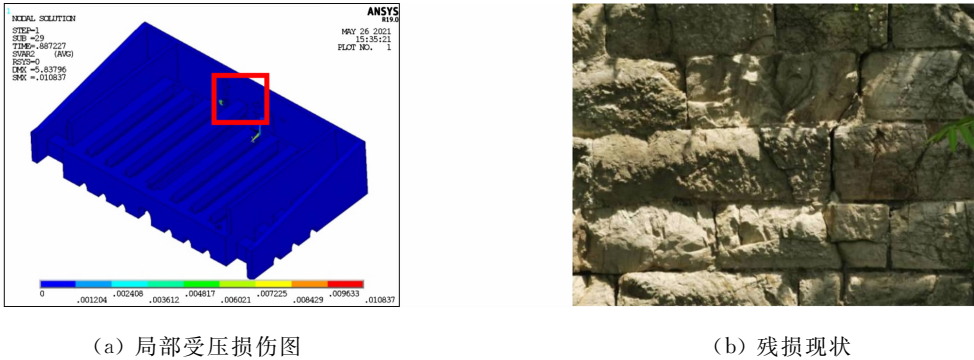 1
NODAL SOLUTION
STEP=1
SUB =29
TIME=.887227
SVAR2 (AVG)
RSYS=0
DMX =5.83796
SMX =.010837
ANSYS
R19.0
MAY 26 2021
15:35:21
PLOT NO. 1
0 .001204 .002408 .003612 .004817 .006021 .007225 .008429 .009633 .010837
(a) 局部受压损伤图
(b) 残损现状